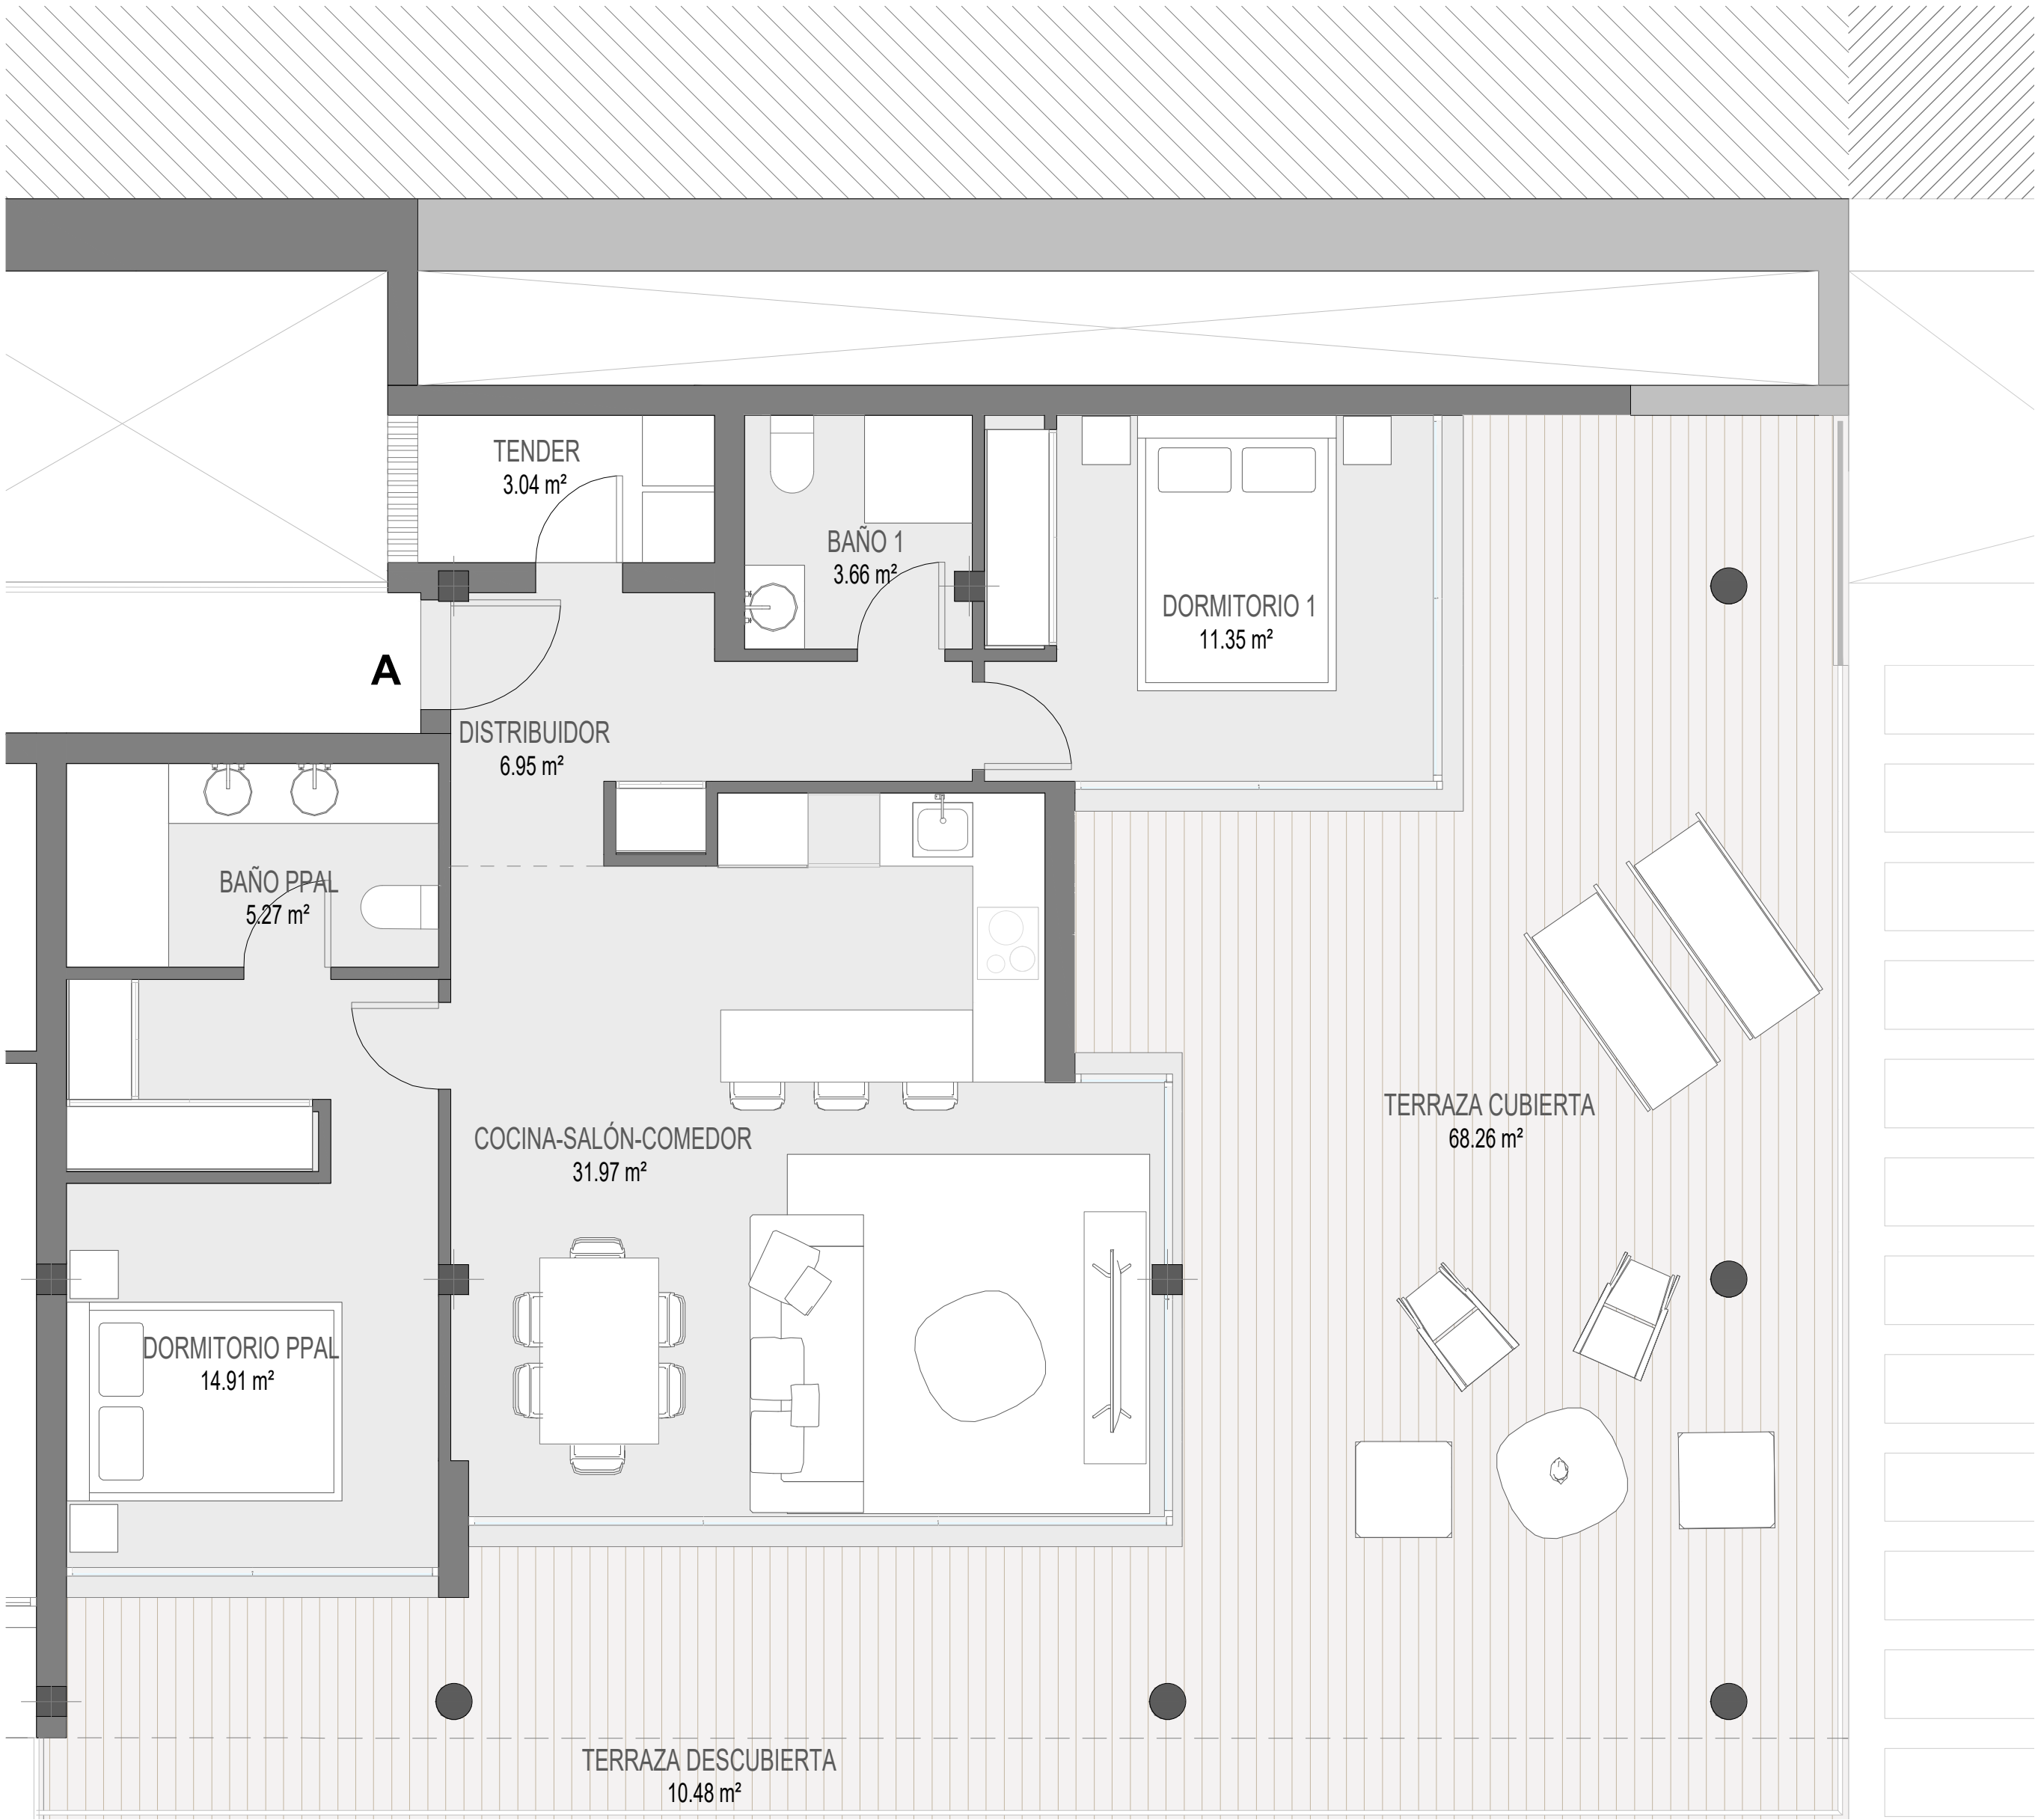 TENDER
3.04 m²
BAÑO 1
3.66 m²
DORMITORIO 1
11.35 m²
A
DISTRIBUIDOR
6.95 m²
BAÑO PPAL
5.27 m²
TERRAZA CUBIERTA
68.26 m²
COCINA-SALÓN-COMEDOR
31.97 m²
DORMITORIO PPAL
14.91 m²
TERRAZA DESCUBIERTA
10.48 m²